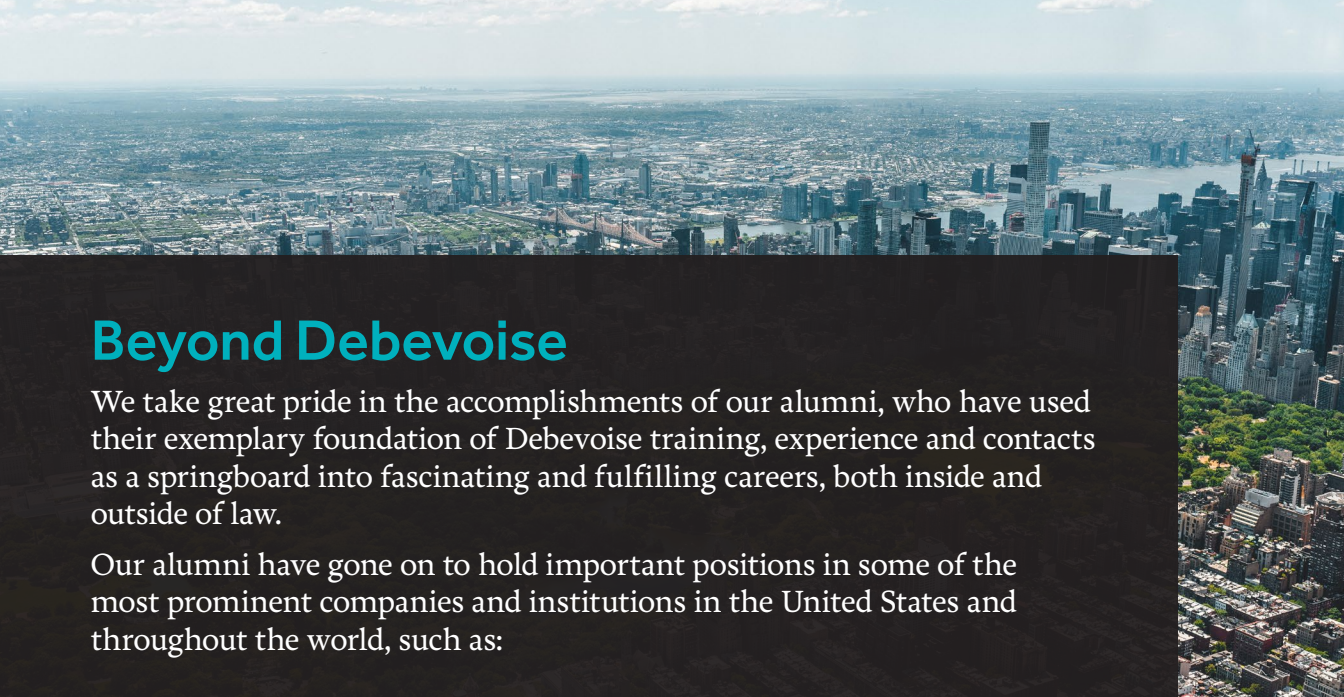 Beyond Debevoise
We take great pride in the accomplishments of our alumni, who have used
their exemplary foundation of Debevoise training, experience and contacts
as a springboard into fascinating and fulfilling careers, both inside and
outside of law.
Our alumni have gone on to hold important positions in some of the
most prominent companies and institutions in the United States and
throughout the world, such as: